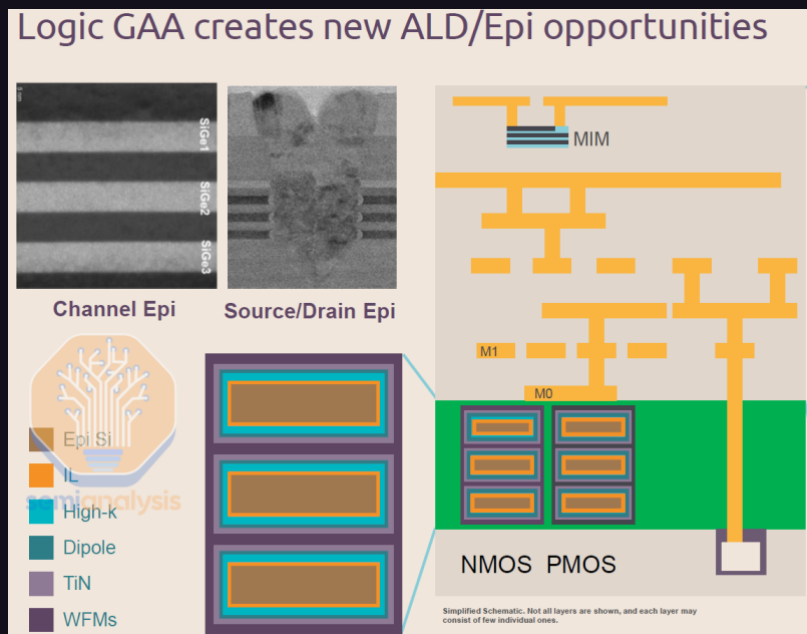 Logic GAA creates new ALD/Epi opportunities
SiGe1
SiGe2
SiGe3
Channel Epi
Source/Drain Epi
Epi Si
IL
High-k
Dipole
TiN
WFMs
semianalysis
MIM
M1
M0
NMOS PMOS
Simplified Schematic. Not all layers are shown, and each layer may
consist of few individual ones.